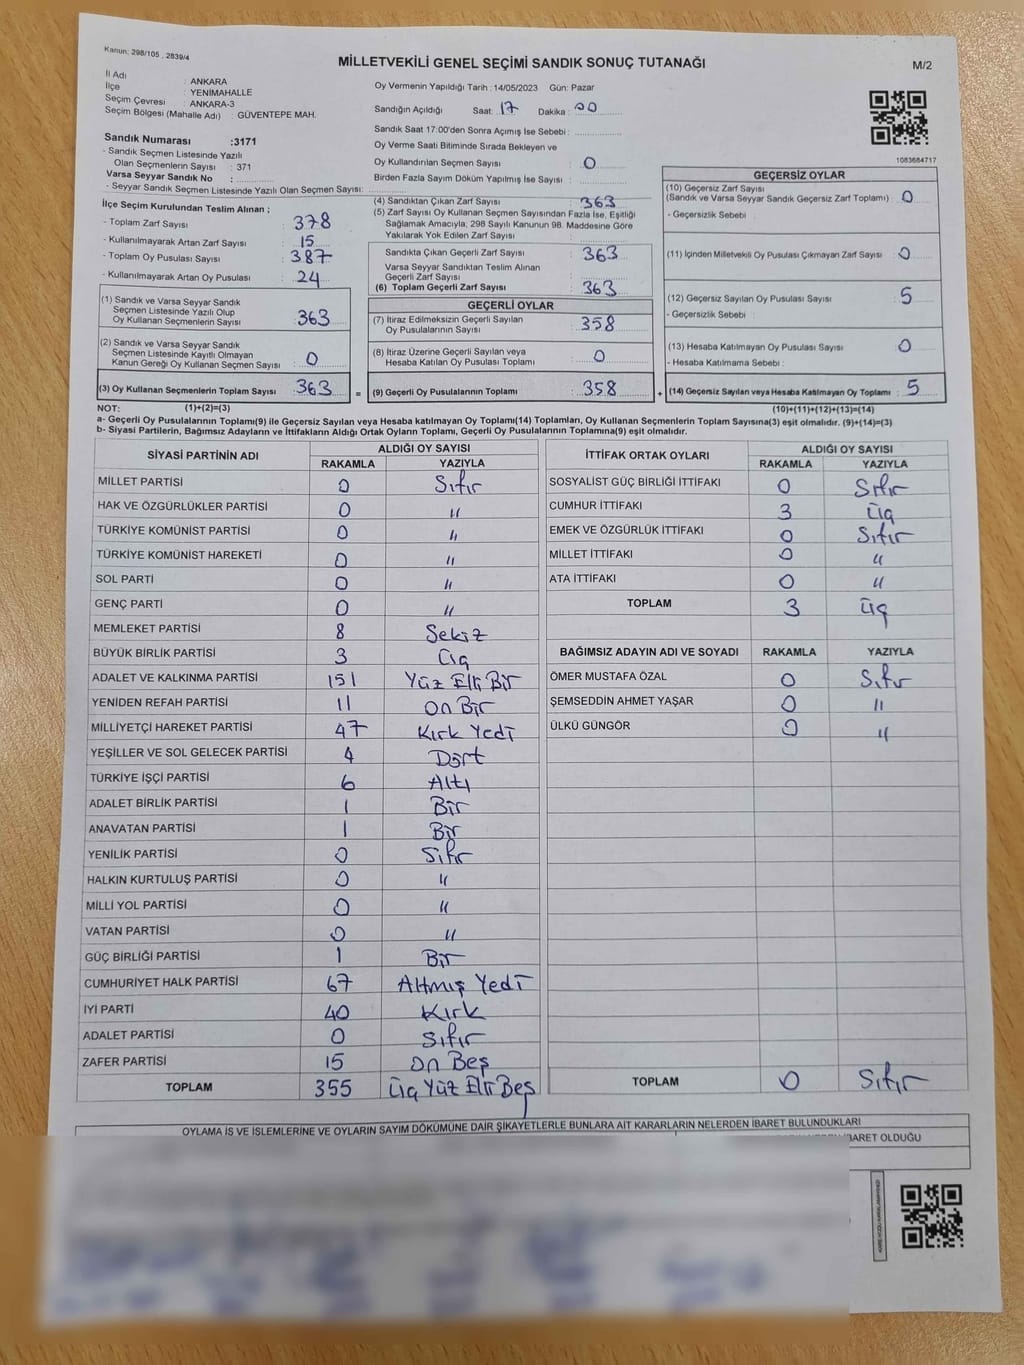 Kanun: 298/105 , 2839/4
MİLLETVEKİLİ GENEL SEÇİMİ SANDIK SONUÇ TUTANAĞI
M/2
İl Adı : ANKARA
İlçe : YENİMAHALLE
Seçim Çevresi : ANKARA-3
Seçim Bölgesi (Mahalle Adı) : GÜVENTEPE MAH.
Oy Vermenin Yapıldığı Tarih : 14/05/2023 Gün: Pazar
Sandığın Açıldığı Saat: 17 Dakika : 00
Sandık Saat 17:00'den Sonra Açımış İse Sebebi :
Oy Verme Saati Bitiminde Sırada Bekleyen ve
Oy Kullandırılan Seçmen Sayısı : 0
Birden Fazla Sayım Döküm Yapılmış İse Sayısı :
1083684717
Sandık Numarası :3171
- Sandık Seçmen Listesinde Yazılı
Olan Seçmenlerin Sayısı : 371
Varsa Seyyar Sandık No :
- Seyyar Sandık Seçmen Listesinde Yazılı Olan Seçmen Sayısı:
İlçe Seçim Kurulundan Teslim Alınan ;
- Toplam Zarf Sayısı : 378
- Kullanılmayarak Artan Zarf Sayısı : 15
- Toplam Oy Pusulası Sayısı : 387
- Kullanılmayarak Artan Oy Pusulası : 24
(1) Sandık ve Varsa Seyyar Sandık
Seçmen Listesinde Yazılı Olup
Oy Kullanan Seçmenlerin Sayısı : 363
(2) Sandık ve Varsa Seyyar Sandık
Seçmen Listesinde Kayıtlı Olmayan
Kanun Gereği Oy Kullanan Seçmen Sayısı : 0
(3) Oy Kullanan Seçmenlerin Toplam Sayısı : 363 =
(4) Sandıktan Çıkan Zarf Sayısı : 363
(5) Zarf Sayısı Oy Kullanan Seçmen Sayısından Fazla İse, Eşitliği
Sağlamak Amacıyla, 298 Sayılı Kanunun 98. Maddesine Göre
Yakılarak Yok Edilen Zarf Sayısı :
Sandıkta Çıkan Geçerli Zarf Sayısı : 363
Varsa Seyyar Sandıktan Teslim Alınan
Geçerli Zarf Sayısı :
(6) Toplam Geçerli Zarf Sayısı : 363
GEÇERLİ OYLAR
(7) İtiraz Edilmeksizin Geçerli Sayılan
Oy Pusulalarının Sayısı : 358
(8) İtiraz Üzerine Geçerli Sayılan veya
Hesaba Katılan Oy Pusulası Toplamı : 0
(9) Geçerli Oy Pusulalarının Toplamı : 358 +
GEÇERSİZ OYLAR
(10) Geçersiz Zarf Sayısı
(Sandık ve Varsa Seyyar Sandık Geçersiz Zarf Toplamı) : 0
- Geçersizlik Sebebi :
(11) İçinden Milletvekili Oy Pusulası Çıkmayan Zarf Sayısı : 0
(12) Geçersiz Sayılan Oy Pusulası Sayısı : 5
- Geçersizlik Sebebi :
(13) Hesaba Katılmayan Oy Pusulası Sayısı : 0
- Hesaba Katılmama Sebebi :
(14) Geçersiz Sayılan veya Hesaba Katılmayan Oy Toplamı : 5
NOT: (1)+(2)=(3) (10)+(11)+(12)+(13)=(14)
a- Geçerli Oy Pusulalarının Toplamı(9) ile Geçersiz Sayılan veya Hesaba Katılmayan Oy Toplamı(14) Toplamları, Oy Kullanan Seçmenlerin Toplam Sayısına(3) eşit olmalıdır. (9)+(14)=(3)
b- Siyasi Partilerin, Bağımsız Adayların ve İttifakların Aldığı Ortak Oyların Toplamı, Geçerli Oy Pusulalarının Toplamına(9) eşit olmalıdır.
SİYASİ PARTİNİN ADI ALDIĞI OY SAYISI
RAKAMLA YAZIYLA
MİLLET PARTİSİ 0 Sıfır
HAK VE ÖZGÜRLÜKLER PARTİSİ 0 "
TÜRKİYE KOMÜNİST PARTİSİ 0 "
TÜRKİYE KOMÜNİST HAREKETİ 0 "
SOL PARTİ 0 "
GENÇ PARTİ 0 "
MEMLEKET PARTİSİ 8 Sekiz
BÜYÜK BİRLİK PARTİSİ 3 Üç
ADALET VE KALKINMA PARTİSİ 151 Yüz Elli Bir
YENİDEN REFAH PARTİSİ 11 On Bir
MİLLİYETÇİ HAREKET PARTİSİ 47 Kırk Yedi
YEŞİLLER VE SOL GELECEK PARTİSİ 4 Dört
TÜRKİYE İŞÇİ PARTİSİ 6 Altı
ADALET BİRLİK PARTİSİ 1 Bir
ANAVATAN PARTİSİ 1 Bir
YENİLİK PARTİSİ 0 Sıfır
HALKIN KURTULUŞ PARTİSİ 0 "
MİLLİ YOL PARTİSİ 0 "
VATAN PARTİSİ 0 "
GÜÇ BİRLİĞİ PARTİSİ 1 Bir
CUMHURİYET HALK PARTİSİ 67 Altmış Yedi
İYİ PARTİ 40 Kırk
ADALET PARTİSİ 0 Sıfır
ZAFER PARTİSİ 15 On Beş
TOPLAM 355 Üç Yüz Elli Beş
İTTİFAK ORTAK OYLARI ALDIĞI OY SAYISI
RAKAMLA YAZIYLA
SOSYALİST GÜÇ BİRLİĞİ İTTİFAKI 0 Sıfır
CUMHUR İTTİFAKI 3 Üç
EMEK VE ÖZGÜRLÜK İTTİFAKI 0 Sıfır
MİLLET İTTİFAKI 0 "
ATA İTTİFAKI 0 "
TOPLAM 3 Üç
BAĞIMSIZ ADAYIN ADI VE SOYADI RAKAMLA YAZIYLA
ÖMER MUSTAFA ÖZAL 0 Sıfır
ŞEMSEDDİN AHMET YAŞAR 0 "
ÜLKÜ GÜNGÖR 0 "
TOPLAM 0 Sıfır
OYLAMA İŞ VE İŞLEMLERİNE VE OYLARIN SAYIM DÖKÜMÜNE DAİR ŞİKAYETLERLE BUNLARA AİT KARARLARIN NELERDEN İBARET BULUNDUKLARI
İBARET OLDUĞU